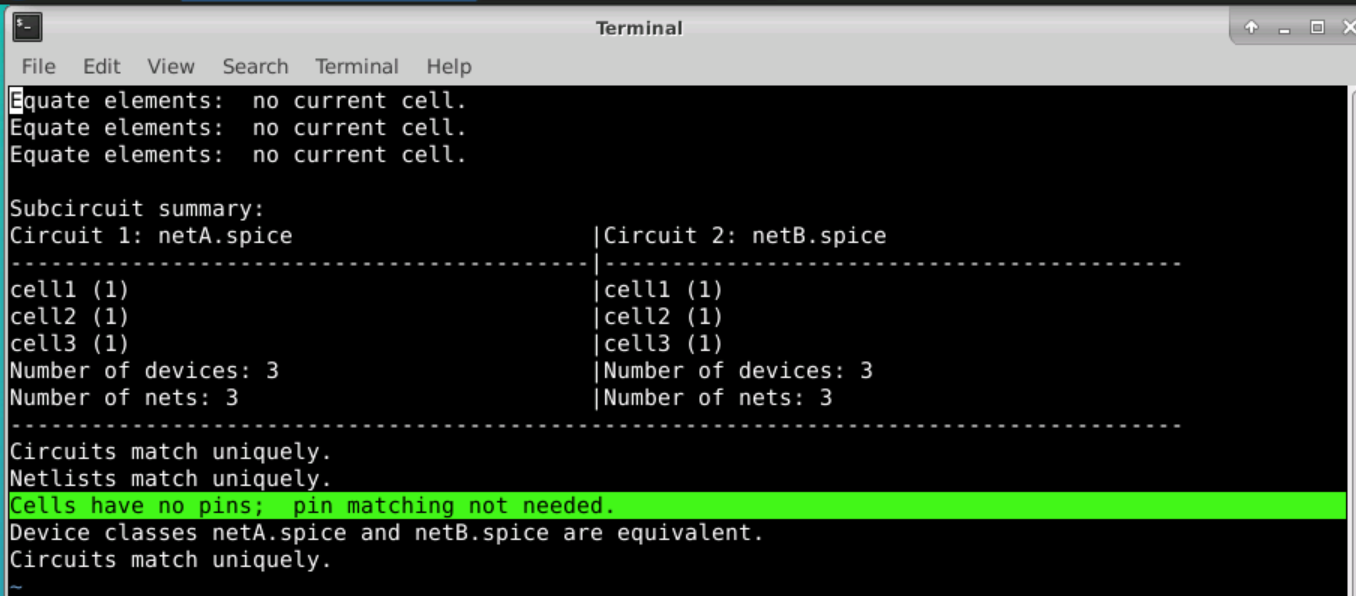 Terminal
File Edit View Search Terminal Help
Equate elements:  no current cell.
Equate elements:  no current cell.
Equate elements:  no current cell.
Subcircuit summary:
Circuit 1: netA.spice                      |Circuit 2: netB.spice
-------------------------------------------|-------------------------------------------
cell1 (1)                                  |cell1 (1)
cell2 (1)                                  |cell2 (1)
cell3 (1)                                  |cell3 (1)
Number of devices: 3                       |Number of devices: 3
Number of nets: 3                          |Number of nets: 3
---------------------------------------------------------------------------------------
Circuits match uniquely.
Netlists match uniquely.
Cells have no pins;  pin matching not needed.
Device classes netA.spice and netB.spice are equivalent.
Circuits match uniquely.
~